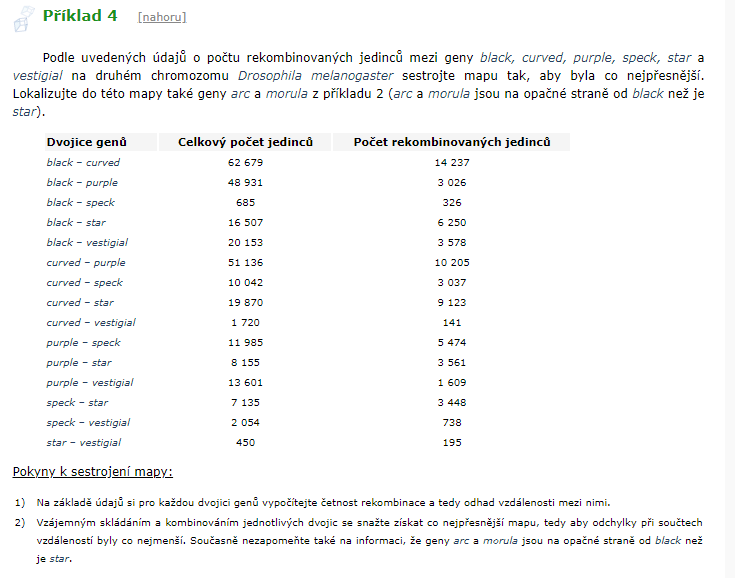 Příklad 4 [nahoru]
Podle uvedených údajů o počtu rekombinovaných jedinců mezi geny black, curved, purple, speck, star a
vestigial na druhém chromozomu Drosophila melanogaster sestrojte mapu tak, aby byla co nejpřesnější.
Lokalizujte do této mapy také geny arc a morula z příkladu 2 (arc a morula jsou na opačné straně od black než je
star).
Dvojice genů Celkový počet jedinců Počet rekombinovaných jedinců
black – curved 62 679 14 237
black – purple 48 931 3 026
black – speck 685 326
black – star 16 507 6 250
black – vestigial 20 153 3 578
curved – purple 51 136 10 205
curved – speck 10 042 3 037
curved – star 19 870 9 123
curved – vestigial 1 720 141
purple – speck 11 985 5 474
purple – star 8 155 3 561
purple – vestigial 13 601 1 609
speck – star 7 135 3 448
speck – vestigial 2 054 738
star – vestigial 450 195
Pokyny k sestrojení mapy:
1) Na základě údajů si pro každou dvojici genů vypočítejte četnost rekombinace a tedy odhad vzdálenosti mezi nimi.
2) Vzájemným skládáním a kombinováním jednotlivých dvojic se snažte získat co nejpřesnější mapu, tedy aby odchylky při součtech
vzdáleností byly co nejmenší. Současně nezapomeňte také na informaci, že geny arc a morula jsou na opačné straně od black než
je star.